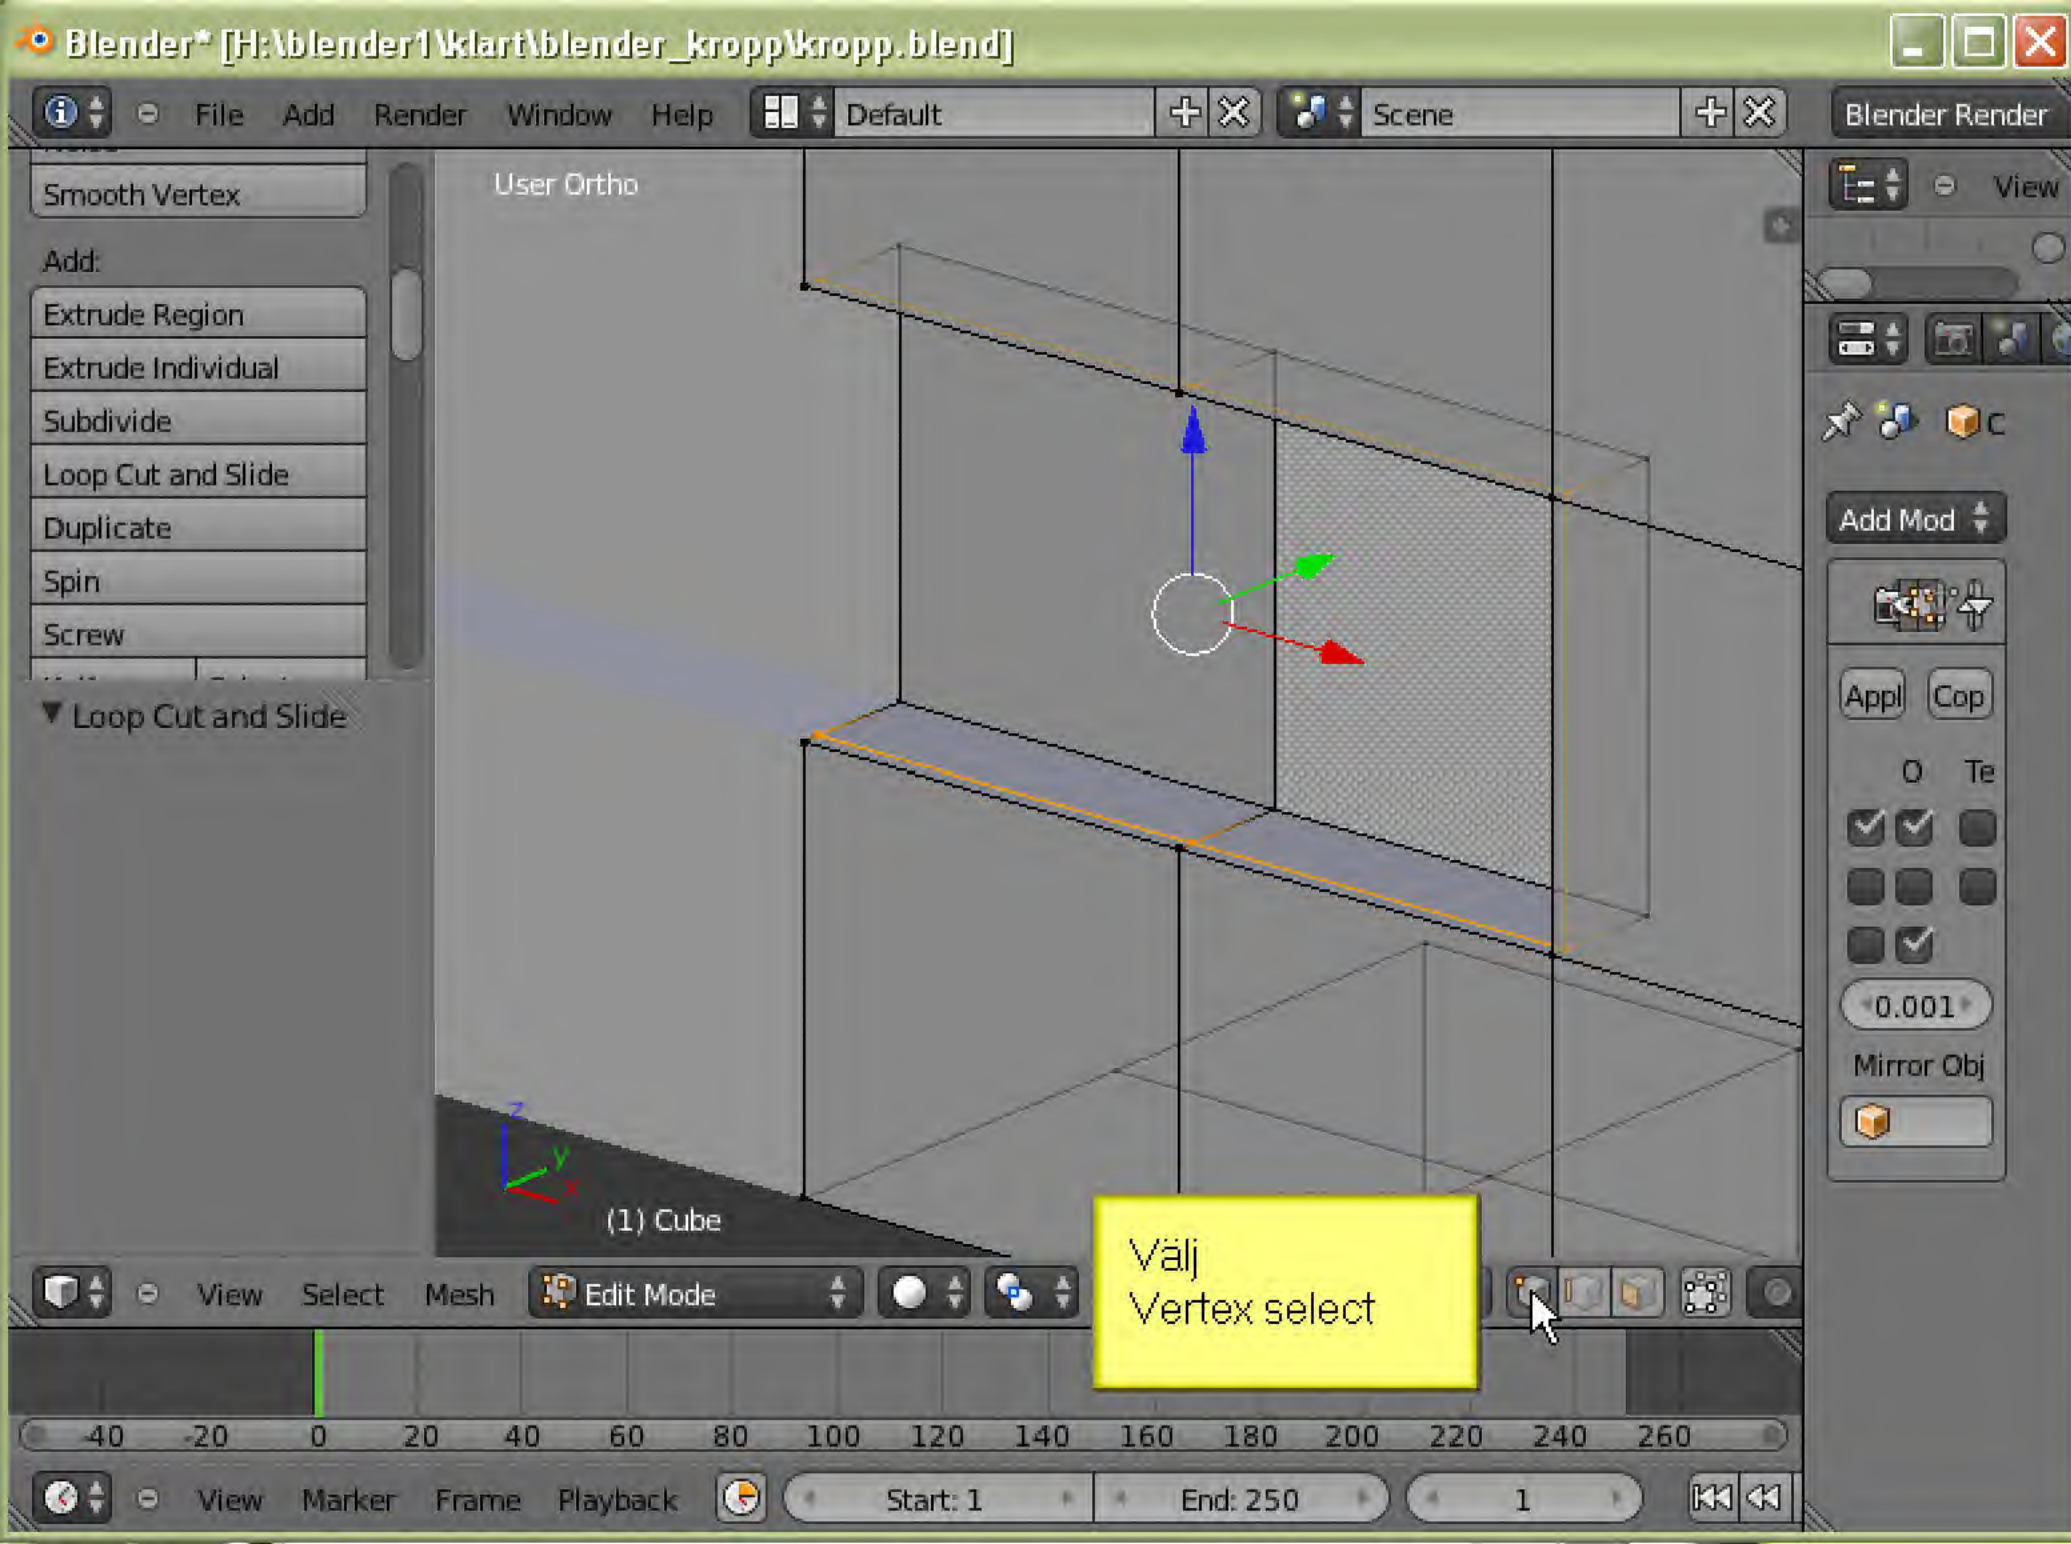 Blender* [H:\blender1\klart\blender_kropp\kropp.blend]
File Add Render Window Help Default Scene Blender Render
Smooth Vertex
User Ortho
View
Add:
Extrude Region
Extrude Individual
Subdivide
Loop Cut and Slide
Duplicate
Spin
Screw
Loop Cut and Slide
C
Add Mod
Appl Cop
O Te
0.001
Mirror Obj
z
y
x
(1) Cube
Välj
Vertex select
View Select Mesh Edit Mode
-40 -20 0 20 40 60 80 100 120 140 160 180 200 220 240 260
View Marker Frame Playback Start: 1 End: 250 1